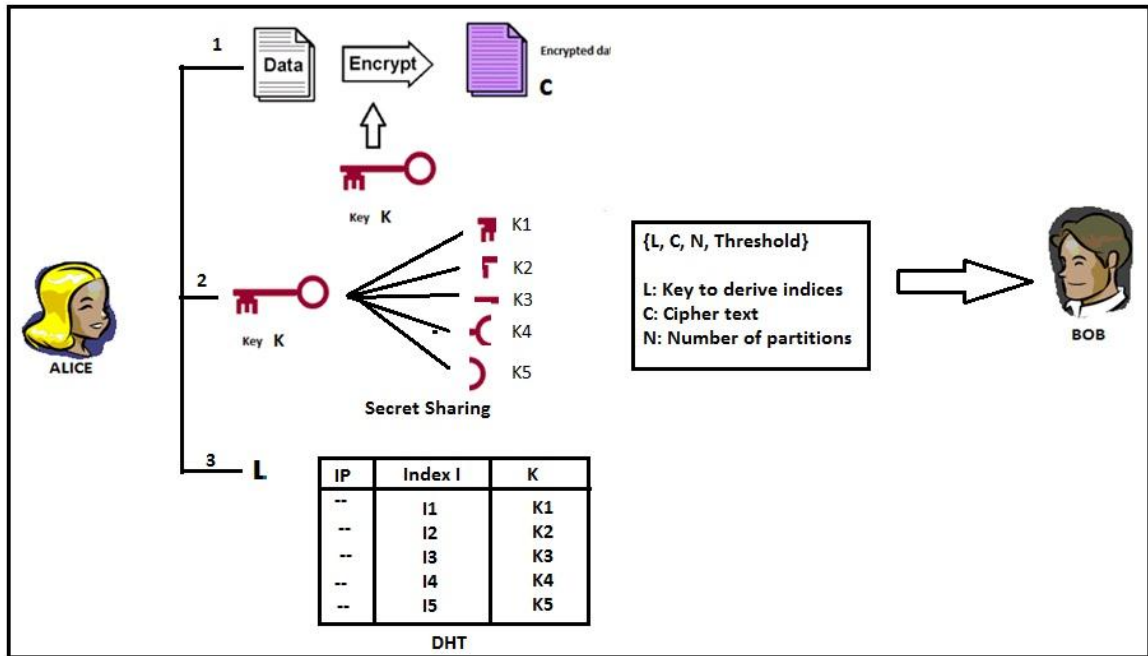 1
Data
Encrypt
Encrypted da
C
Key K
2
Key K
K1
K2
K3
K4
K5
Secret Sharing
ALICE
{L, C, N, Threshold}
L: Key to derive indices
C: Cipher text
N: Number of partitions
BOB
3
L
IP Index I K
-- I1 K1
-- I2 K2
-- I3 K3
-- I4 K4
-- I5 K5
DHT